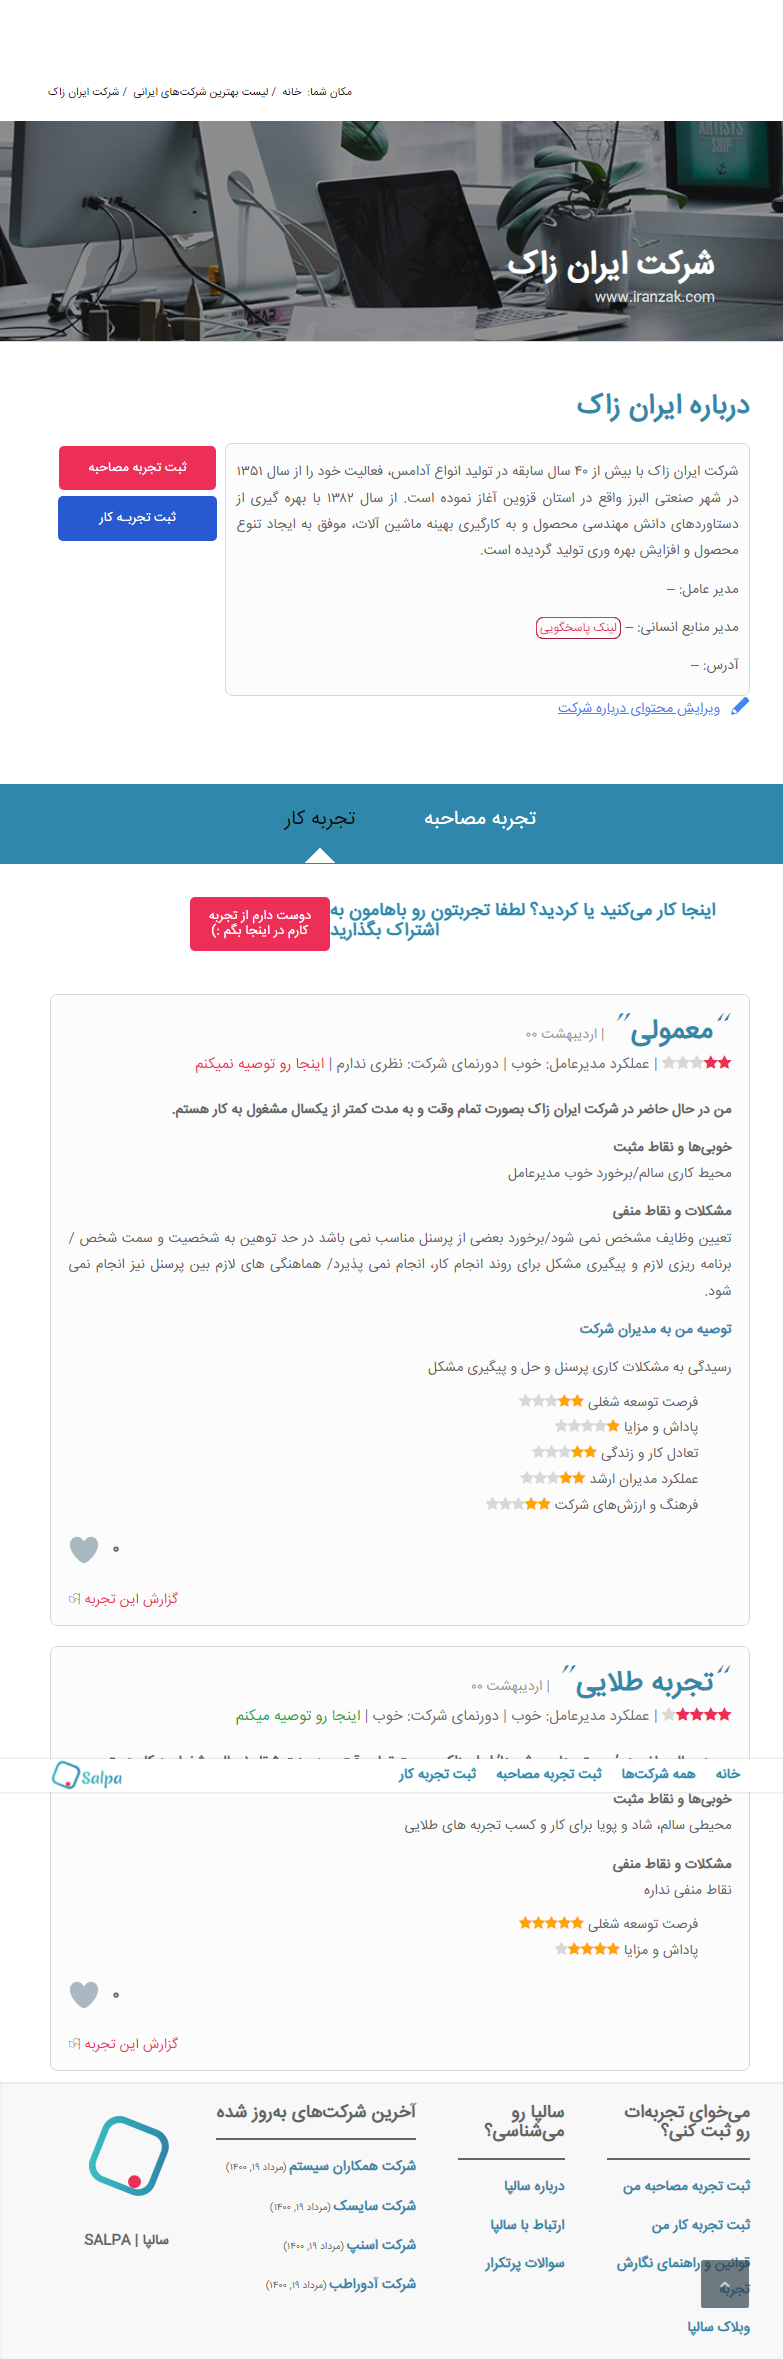 مکان شما: خانه / لیست بهترین شرکت‌های ایرانی / شرکت ایران زاک
ARTISTS
SHIP
شرکت ایران زاک
www.iranzak.com
درباره ایران زاک
شرکت ایران زاک با بیش از ۴۰ سال سابقه در تولید انواع آدامس، فعالیت خود را از سال ۱۳۵۱
در شهر صنعتی البرز واقع در استان قزوین آغاز نموده است. از سال ۱۳۸۲ با بهره گیری از
دستاوردهای دانش مهندسی محصول و به کارگیری بهینه ماشین آلات، موفق به ایجاد تنوع
محصول و افزایش بهره وری تولید گردیده است.
مدیر عامل: –
مدیر منابع انسانی: – لینک پاسخگویی
آدرس: –
ثبت تجربه مصاحبه
ثبت تجربـه کار
ویرایش محتوای درباره شرکت
تجربه مصاحبه
تجربه کار
اینجا کار می‌کنید یا کردید؟ لطفا تجربتون رو باهامون به
اشتراک بگذارید
دوست دارم از تجربه
کارم در اینجا بگم :)
"معمولی" | اردیبهشت ۰۰
| عملکرد مدیرعامل: خوب | دورنمای شرکت: نظری ندارم | اینجا رو توصیه نمیکنم
من در حال حاضر در شرکت ایران زاک بصورت تمام وقت و به مدت کمتر از یکسال مشغول به کار هستم.
خوبی‌ها و نقاط مثبت
محیط کاری سالم/برخورد خوب مدیرعامل
مشکلات و نقاط منفی
تعیین وظایف مشخص نمی شود/برخورد بعضی از پرسنل مناسب نمی باشد در حد توهین به شخصیت و سمت شخص /
برنامه ریزی لازم و پیگیری مشکل برای روند انجام کار، انجام نمی پذیرد/ هماهنگی های لازم بین پرسنل نیز انجام نمی
شود.
توصیه من به مدیران شرکت
رسیدگی به مشکلات کاری پرسنل و حل و پیگیری مشکل
فرصت توسعه شغلی
پاداش و مزایا
تعادل کار و زندگی
عملکرد مدیران ارشد
فرهنگ و ارزش‌های شرکت
۰
گزارش این تجربه
"تجربه طلایی" | اردیبهشت ۰۰
| عملکرد مدیرعامل: خوب | دورنمای شرکت: خوب | اینجا رو توصیه میکنم
خانه همه شرکت‌ها ثبت تجربه مصاحبه ثبت تجربه کار
Salpa
خوبی‌ها و نقاط مثبت
محیطی سالم، شاد و پویا برای کار و کسب تجربه های طلایی
مشکلات و نقاط منفی
نقاط منفی نداره
فرصت توسعه شغلی
پاداش و مزایا
۰
گزارش این تجربه
می‌خوای تجربه‌ات
رو ثبت کنی؟
ثبت تجربه مصاحبه من
ثبت تجربه کار من
قوانین و راهنمای نگارش
تجربه
وبلاک سالپا
سالپا رو
می‌شناسی؟
درباره سالپا
ارتباط با سالپا
سوالات پرتکرار
آخرین شرکت‌های به‌روز شده
شرکت همکاران سیستم (مرداد ۱۹, ۱۴۰۰)
شرکت سایسک (مرداد ۱۹, ۱۴۰۰)
شرکت اسنپ (مرداد ۱۹, ۱۴۰۰)
شرکت آدوراطب (مرداد ۱۹, ۱۴۰۰)
سالپا | SALPA